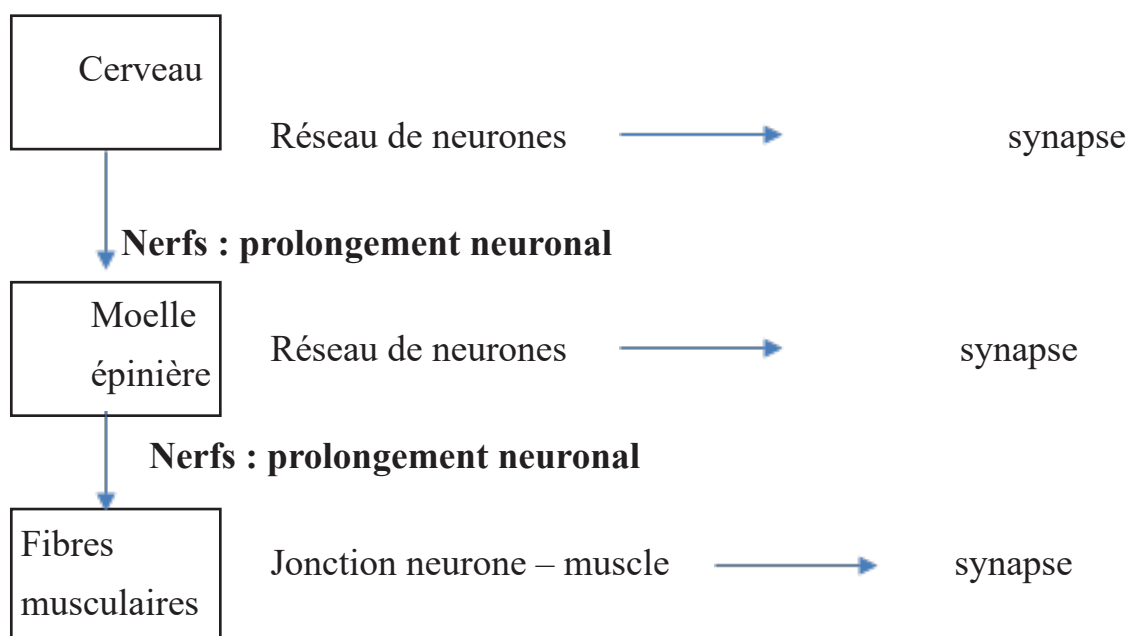 Cerveau
Réseau de neurones synapse
Nerfs : prolongement neuronal
Moelle
épinière
Réseau de neurones synapse
Nerfs : prolongement neuronal
Fibres
musculaires
Jonction neurone – muscle synapse